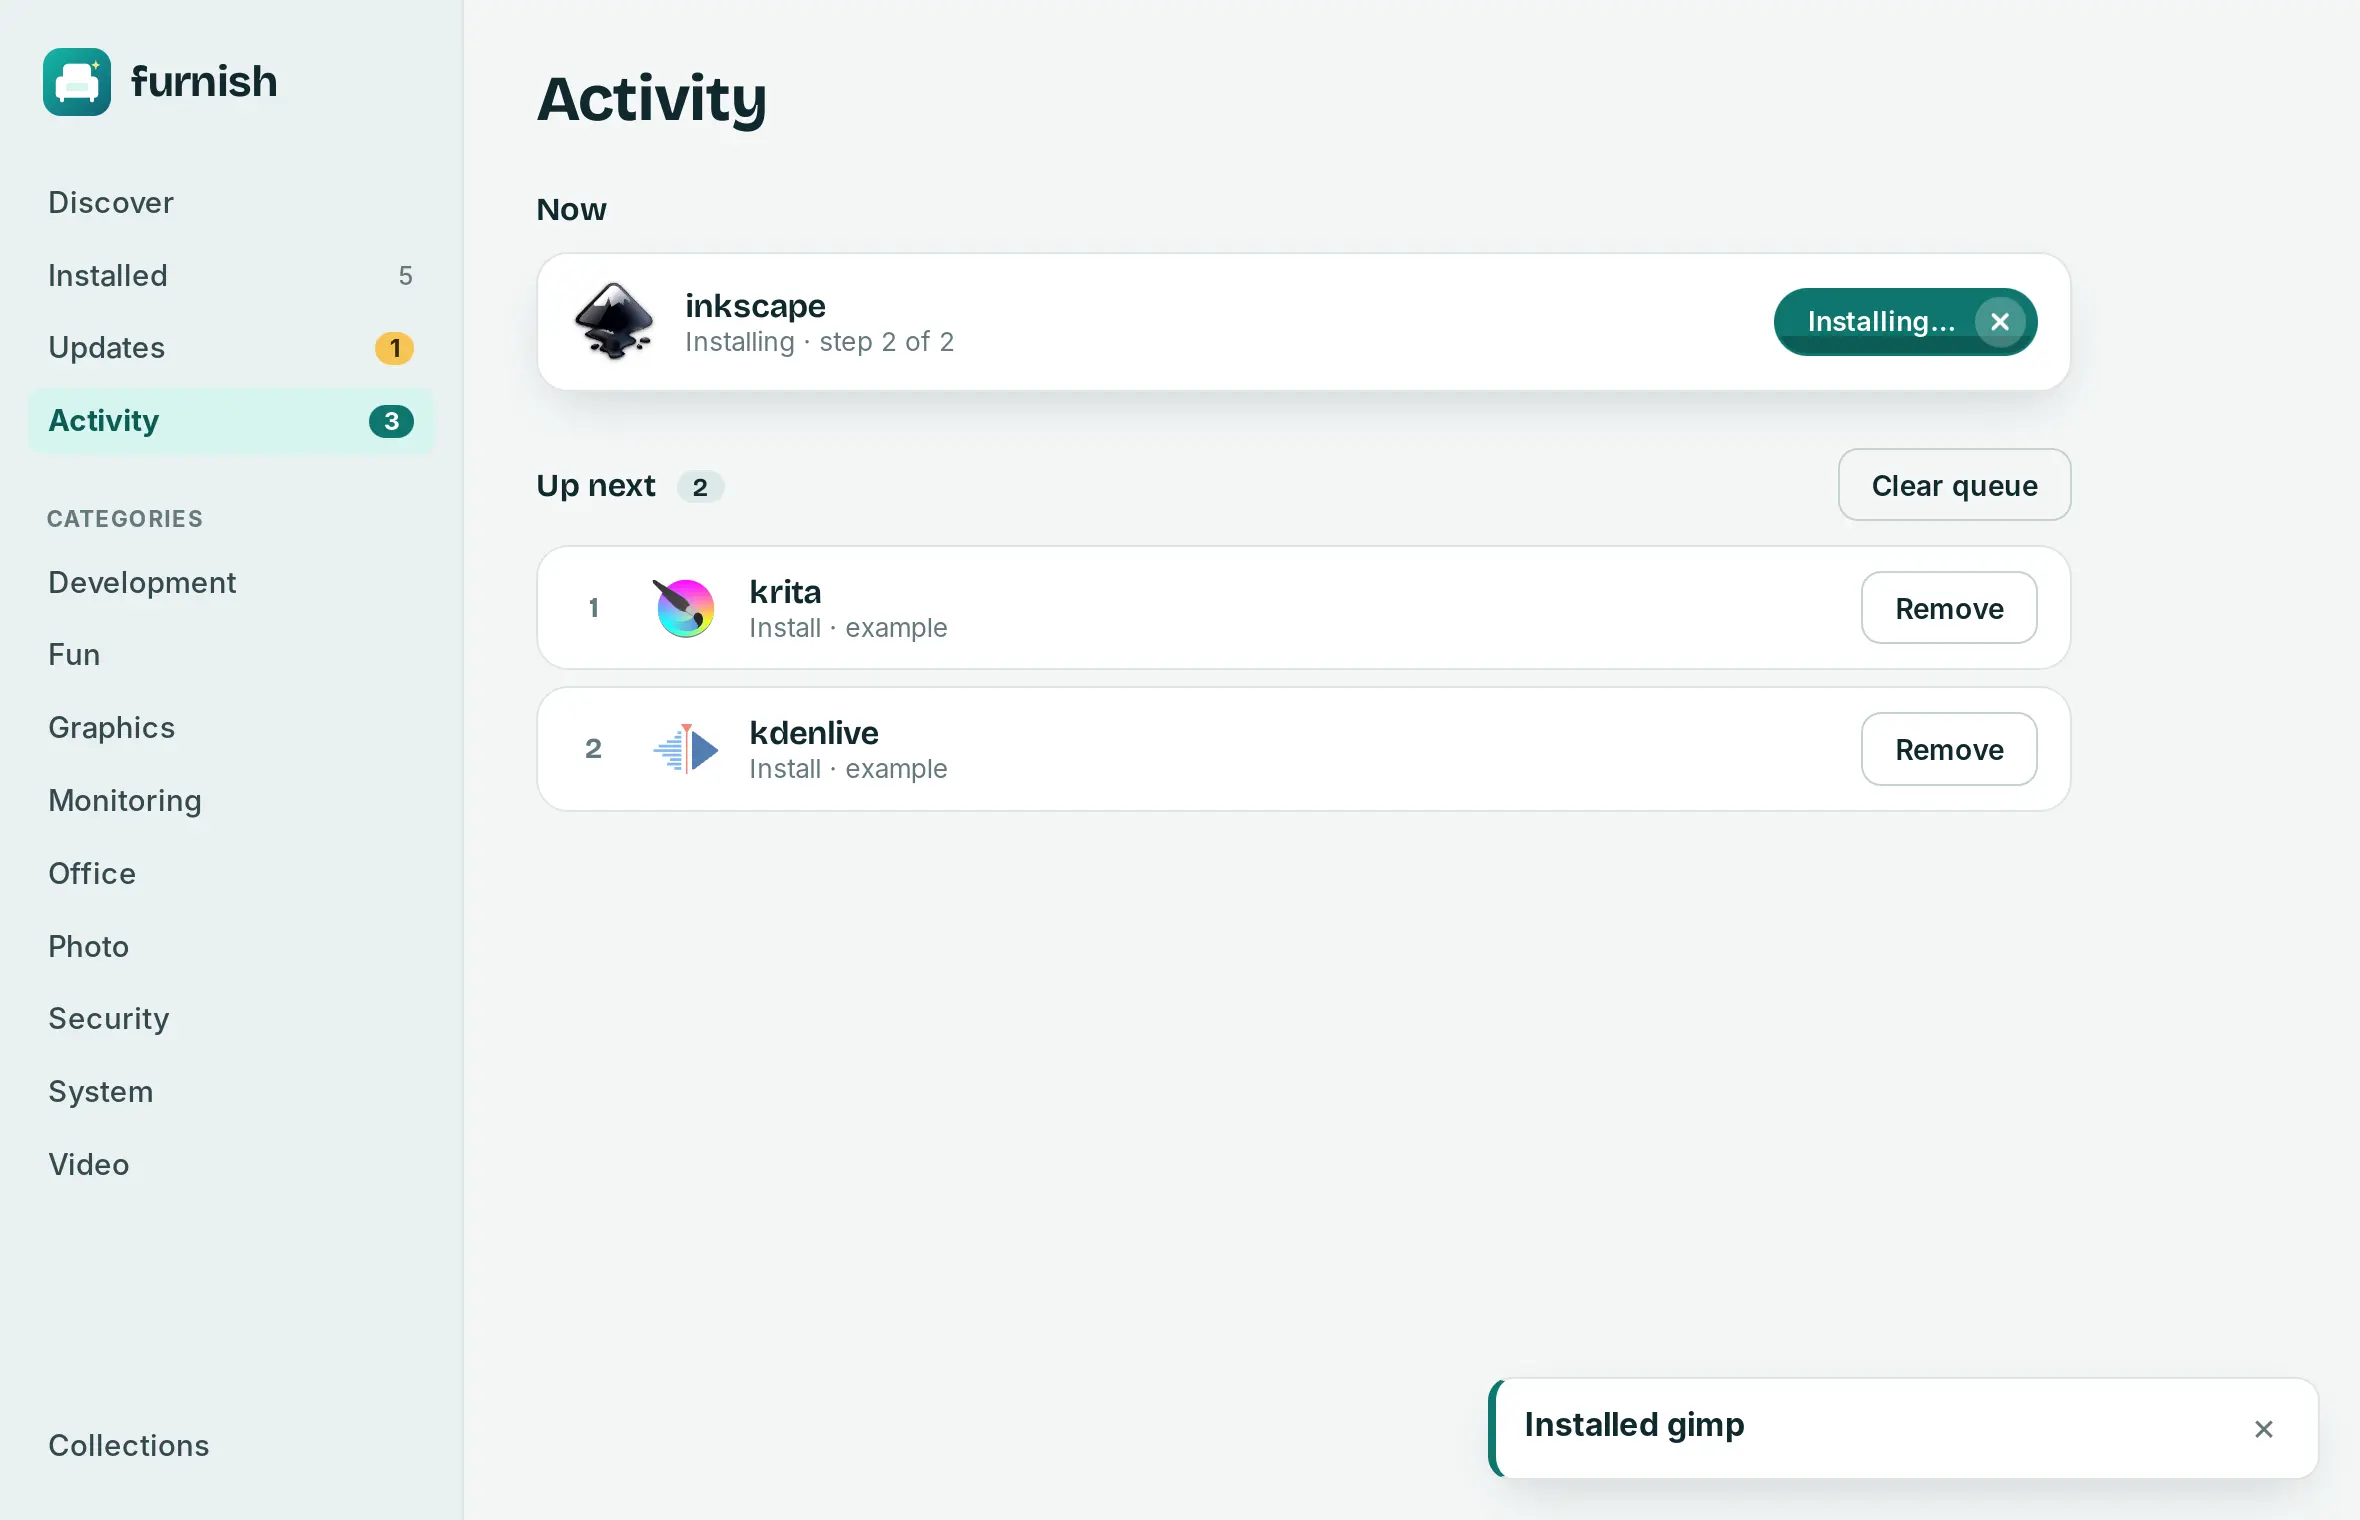 furnish
Discover
Installed 5
Updates 1
Activity 3
CATEGORIES
Development
Fun
Graphics
Monitoring
Office
Photo
Security
System
Video
Collections
Activity
Now
inkscape
Installing · step 2 of 2
Installing…
Up next 2
Clear queue
1
krita
Install · example
Remove
2
kdenlive
Install · example
Remove
Installed gimp